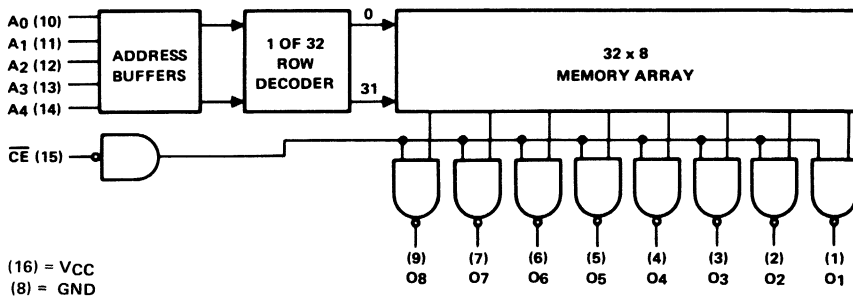 A0 (10)
A1 (11)
A2 (12)
A3 (13)
A4 (14)
ADDRESS
BUFFERS
1 OF 32
ROW
DECODER
0
31
32 x 8
MEMORY ARRAY
CE (15)
(9) (7) (6) (5) (4) (3) (2) (1)
O8 O7 O6 O5 O4 O3 O2 O1
(16) = VCC
(8) = GND